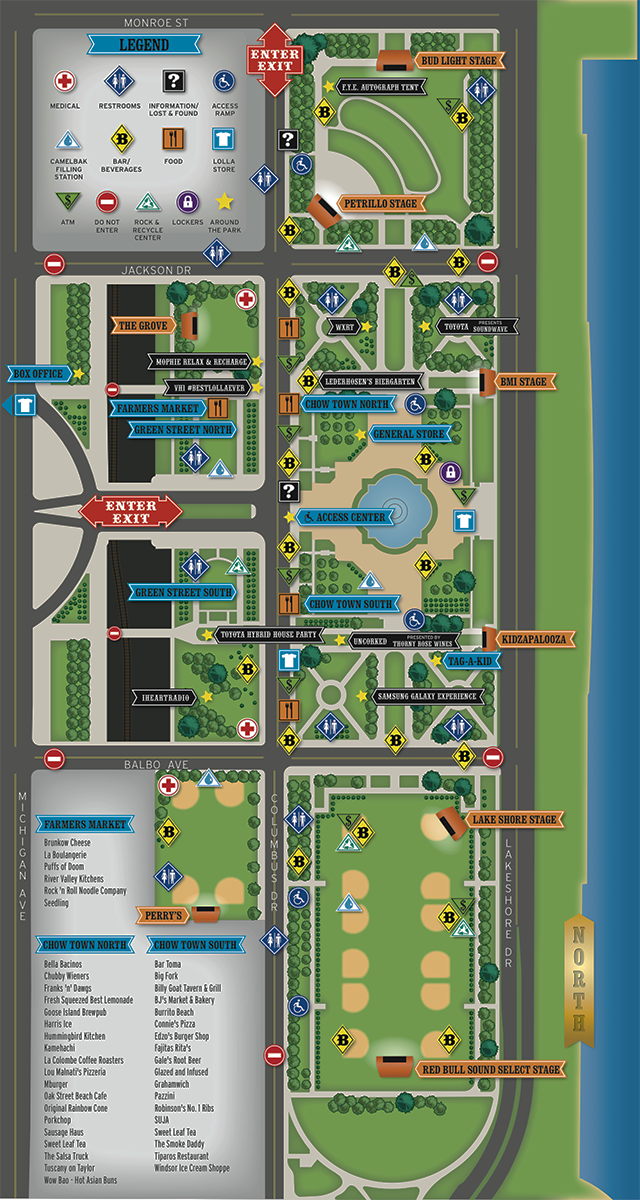 MONROE ST
LEGEND
MEDICAL
RESTROOMS
?
INFORMATION/
LOST & FOUND
ACCESS
RAMP
CAMELBAK
FILLING
STATION
B
BAR/
BEVERAGES
FOOD
LOLLA
STORE
$
ATM
DO NOT
ENTER
ROCK &
RECYCLE
CENTER
LOCKERS
AROUND
THE PARK
ENTER
EXIT
BUD LIGHT STAGE
F.Y.E. AUTOGRAPH TENT
PETRILLO STAGE
JACKSON DR
THE GROVE
WXRT
TOYOTA PRESENTS
SOUNDWAVE
MOPHIE RELAX & RECHARGE
BOX OFFICE
VH1 #BESTLOLLAEVER
LEDERHOSEN'S BIERGARTEN
BMI STAGE
FARMERS MARKET
CHOW TOWN NORTH
GREEN STREET NORTH
GENERAL STORE
ENTER
EXIT
ACCESS CENTER
GREEN STREET SOUTH
CHOW TOWN SOUTH
TOYOTA HYBRID HOUSE PARTY
UNCORKED PRESENTED BY
THORNY ROSE WINES
KIDZAPALOOZA
TAG-A-KID
IHEARTRADIO
SAMSUNG GALAXY EXPERIENCE
BALBO AVE
MICHIGAN AVE
COLUMBUS DR
LAKESHORE DR
LAKE SHORE STAGE
PERRY'S
NORTH
RED BULL SOUND SELECT STAGE
FARMERS MARKET
Brunkow Cheese
La Boulangerie
Puffs of Doom
River Valley Kitchens
Rock 'n Roll Noodle Company
Seedling
CHOW TOWN NORTH
Bella Bacinos
Chubby Wieners
Franks 'n' Dawgs
Fresh Squeezed Best Lemonade
Goose Island Brewpub
Harris Ice
Hummingbird Kitchen
Kamehachi
La Colombe Coffee Roasters
Lou Malnati's Pizzeria
Mburger
Oak Street Beach Cafe
Original Rainbow Cone
Porkchop
Sausage Haus
Sweet Leaf Tea
The Salsa Truck
Tuscany on Taylor
Wow Bao - Hot Asian Buns
CHOW TOWN SOUTH
Bar Toma
Big Fork
Billy Goat Tavern & Grill
BJ's Market & Bakery
Burrito Beach
Connie's Pizza
Edzo's Burger Shop
Fajitas Rita's
Gale's Root Beer
Glazed and Infused
Grahamwich
Pazzini
Robinson's No. 1 Ribs
SUJA
Sweet Leaf Tea
The Smoke Daddy
Tiparos Restaurant
Windsor Ice Cream Shoppe